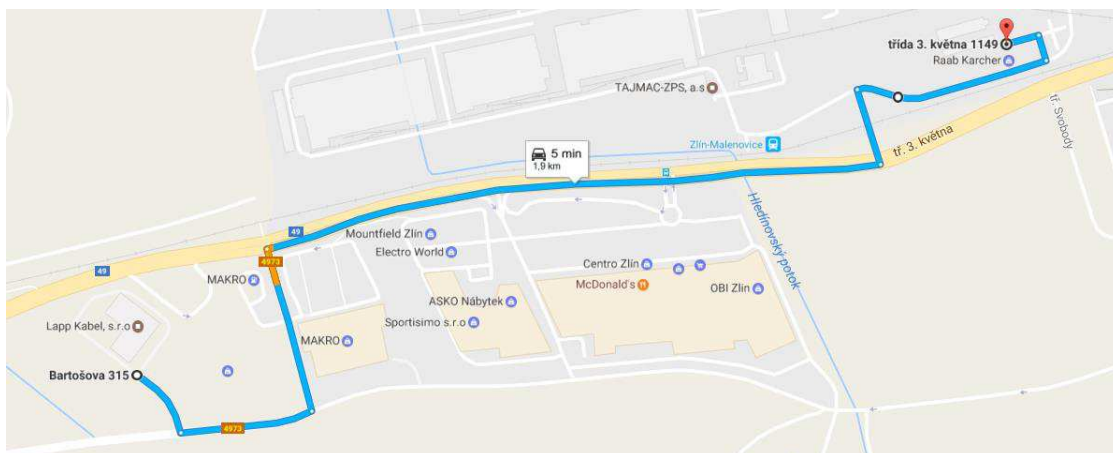 třída 3. května 1149
Raab Karcher
TAJMAC-ZPS, a.s
tř. Svobody
tř. 3. května
Zlín-Malenovice
5 min
1,9 km
Hledínovský potok
49
Mountfield Zlín
Electro World
4973
49
MAKRO
Centro Zlín
McDonald's
OBI Zlín
ASKO Nábytek
Sportisimo s.r.o
Lapp Kabel, s.r.o
MAKRO
Bartošova 315
4973